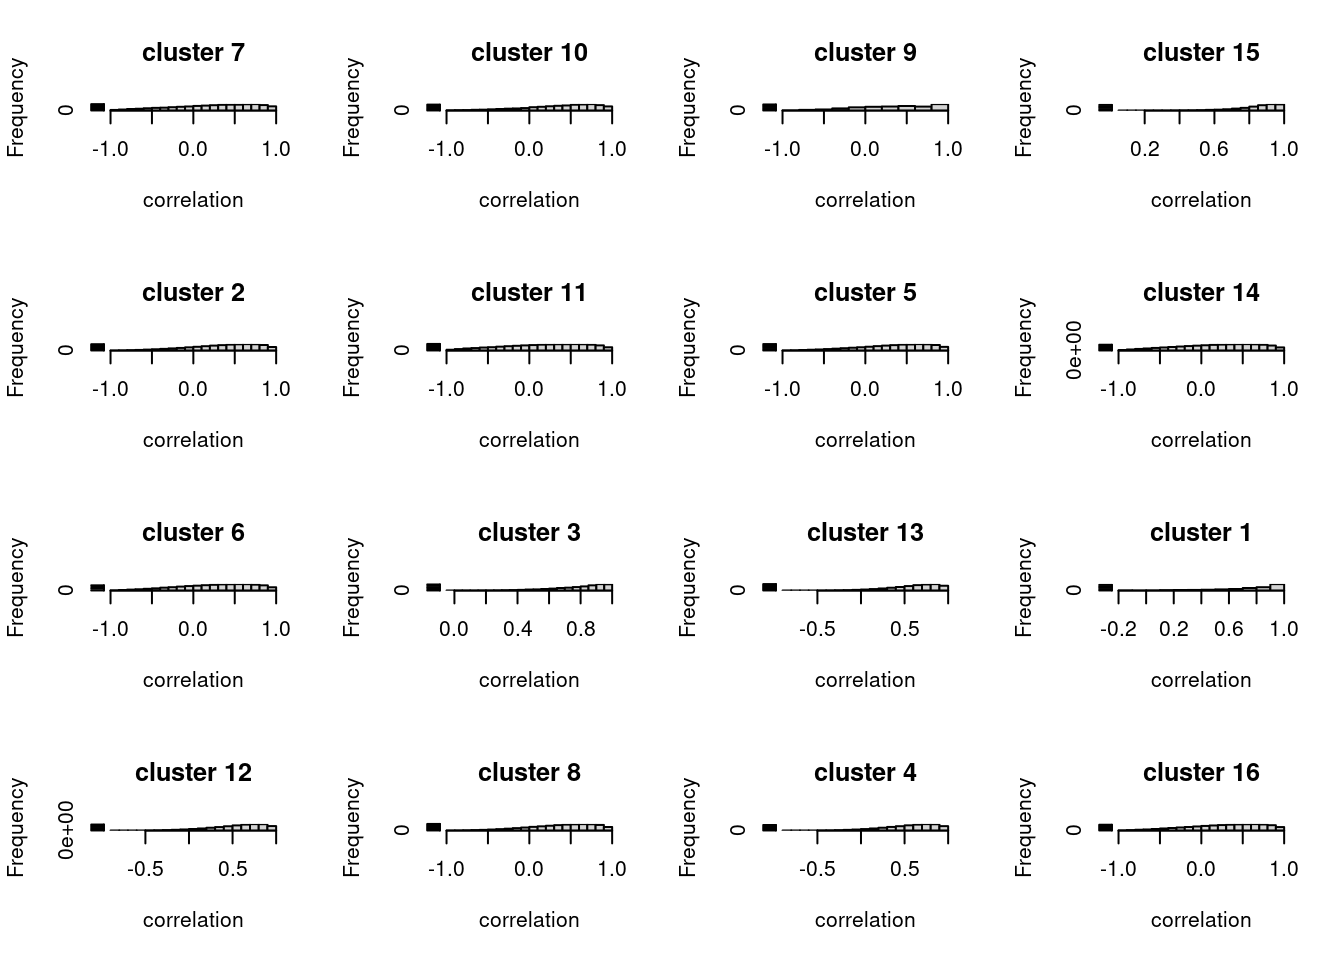 cluster 7
Frequency
0
-1.0 0.0 1.0
correlation
cluster 10
Frequency
0
-1.0 0.0 1.0
correlation
cluster 9
Frequency
0
-1.0 0.0 1.0
correlation
cluster 15
Frequency
0
0.2 0.6 1.0
correlation
cluster 2
Frequency
0
-1.0 0.0 1.0
correlation
cluster 11
Frequency
0
-1.0 0.0 1.0
correlation
cluster 5
Frequency
0
-1.0 0.0 1.0
correlation
cluster 14
Frequency
0e+00
-1.0 0.0 1.0
correlation
cluster 6
Frequency
0
-1.0 0.0 1.0
correlation
cluster 3
Frequency
0
0.0 0.4 0.8
correlation
cluster 13
Frequency
0
-0.5 0.5
correlation
cluster 1
Frequency
0
-0.2 0.2 0.6 1.0
correlation
cluster 12
Frequency
0e+00
-0.5 0.5
correlation
cluster 8
Frequency
0
-1.0 0.0 1.0
correlation
cluster 4
Frequency
0
-0.5 0.5
correlation
cluster 16
Frequency
0
-1.0 0.0 1.0
correlation